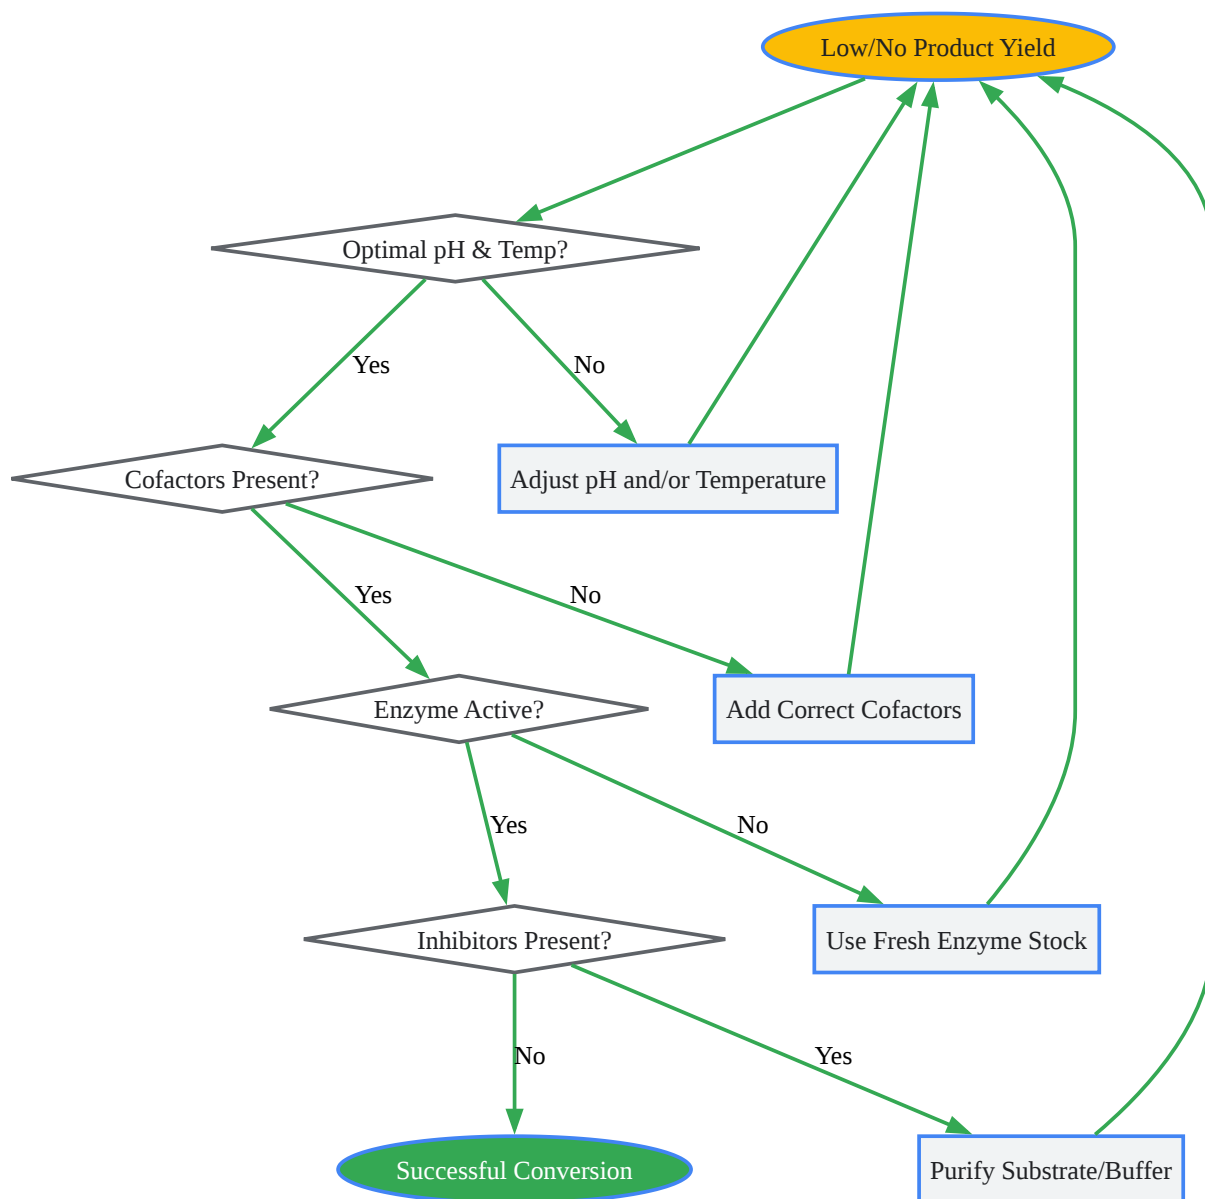 Low/No Product Yield
Optimal pH & Temp?
Yes
No
Cofactors Present?
Adjust pH and/or Temperature
Yes
No
Enzyme Active?
Add Correct Cofactors
Yes
No
Inhibitors Present?
Use Fresh Enzyme Stock
No
Yes
Successful Conversion
Purify Substrate/Buffer